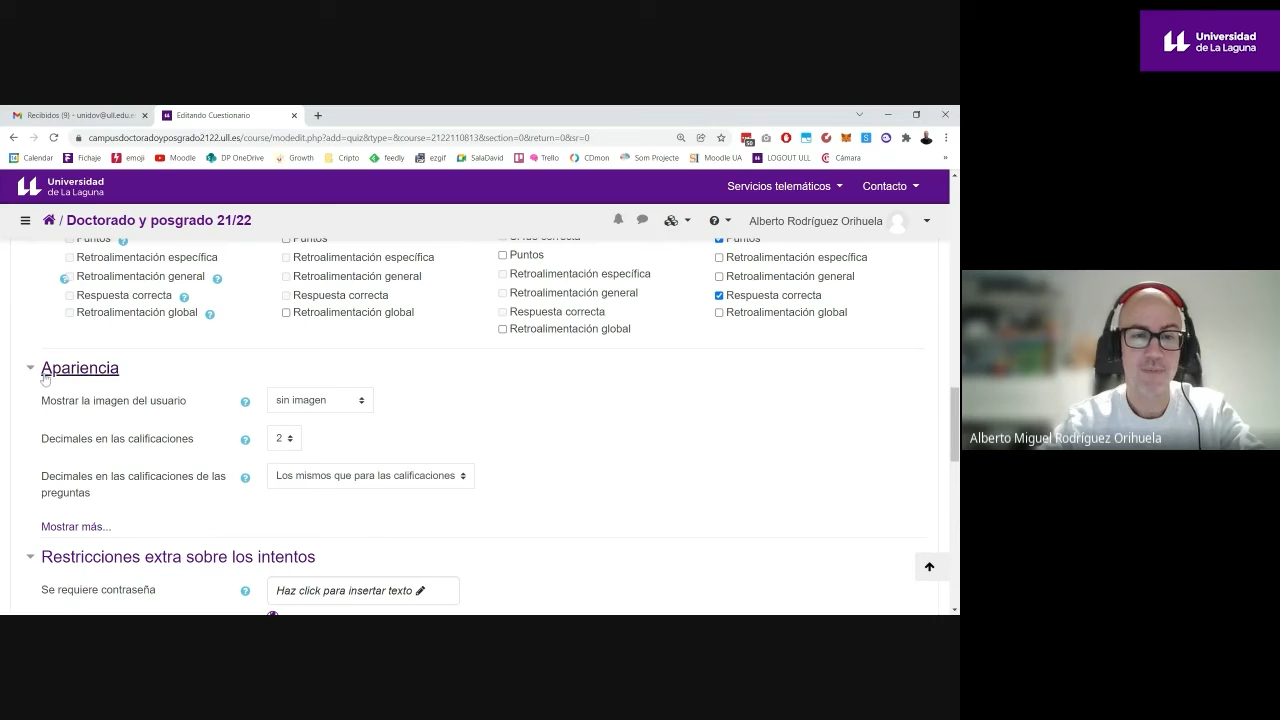 Universidad
de La Laguna
Recibidos (9) - unidov@ull.edu.e
Editando Cuestionario
campusdoctoradoyposgrado2122.ull.es/course/modedit.php?add=quiz&type=&course=2122110813&section=0&return=0&sr=0
50
31 Calendar
Fichaje
emoji
Moodle
DP OneDrive
Growth
Cripto
feedly
ezgif
SalaDavid
Trello
CDmon
Som Projecte
Moodle UA
LOGOUT ULL
Cámara
»
Universidad
de La Laguna
Servicios telemáticos
Contacto
/ Doctorado y posgrado 21/22
Alberto Rodríguez Orihuela
Puntos
Puntos
Si fue correcta
Puntos
Puntos
Retroalimentación específica
Retroalimentación específica
Retroalimentación específica
Retroalimentación específica
Retroalimentación general
Retroalimentación general
Retroalimentación general
Retroalimentación general
Respuesta correcta
Respuesta correcta
Respuesta correcta
Respuesta correcta
Retroalimentación global
Retroalimentación global
Retroalimentación global
Retroalimentación global
Apariencia
Mostrar la imagen del usuario
sin imagen
Decimales en las calificaciones
2
Decimales en las calificaciones de las
preguntas
Los mismos que para las calificaciones
Mostrar más...
Restricciones extra sobre los intentos
Se requiere contraseña
Haz click para insertar texto
Alberto Miguel Rodríguez Orihuela